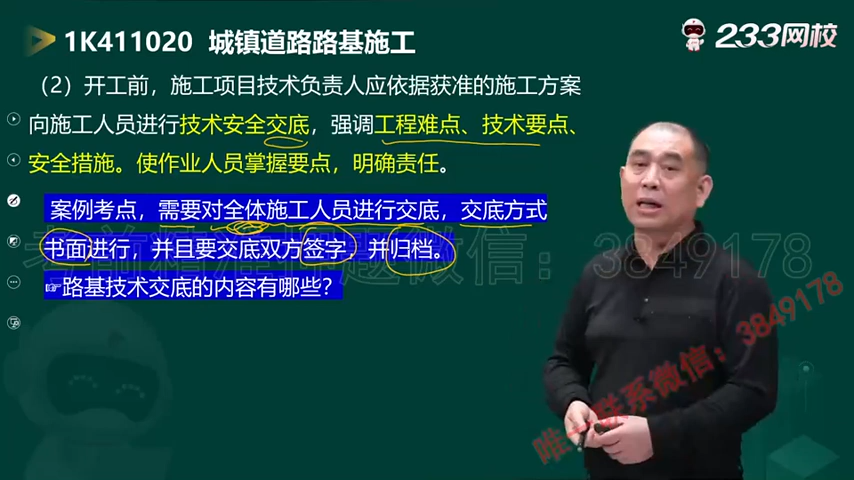 1K411020 城镇道路路基施工
233网校
（2）开工前，施工项目技术负责人应依据获准的施工方案
向施工人员进行技术安全交底，强调工程难点、技术要点、
安全措施。使作业人员掌握要点，明确责任。
案例考点，需要对全体施工人员进行交底，交底方式
书面进行，并且要交底双方签字，并归档。
☞路基技术交底的内容有哪些？
微信：3849178
联系微信：3849178